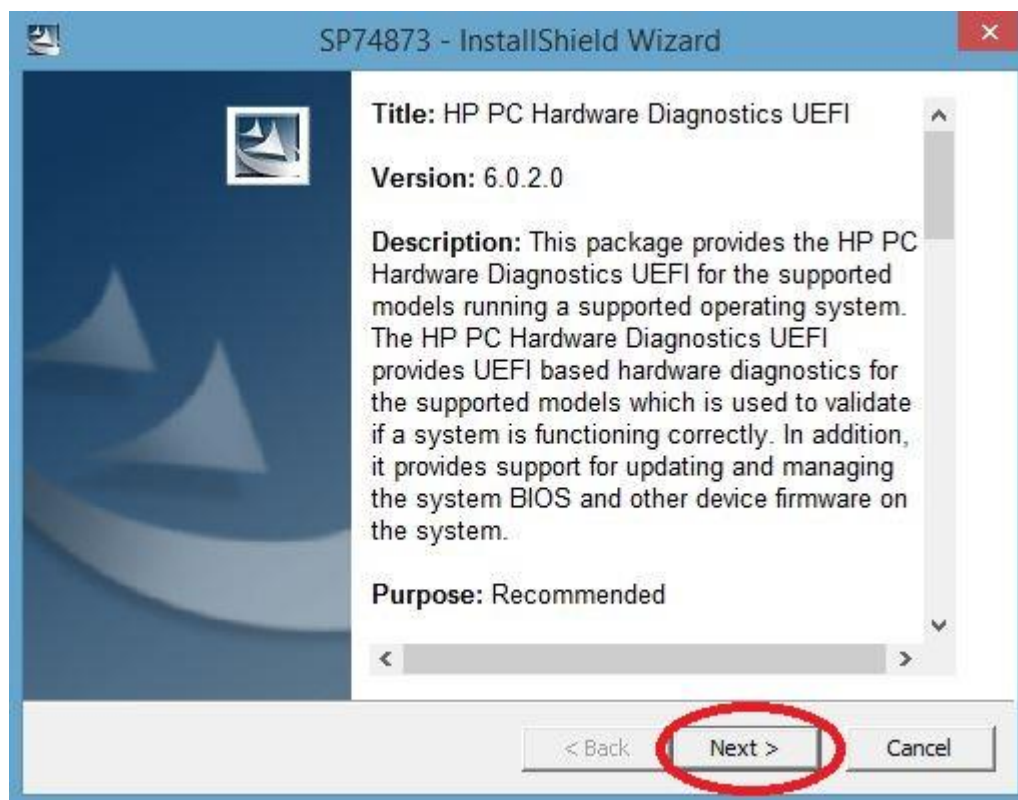 SP74873 - InstallShield Wizard
Title: HP PC Hardware Diagnostics UEFI
Version: 6.0.2.0
Description: This package provides the HP PC
Hardware Diagnostics UEFI for the supported
models running a supported operating system.
The HP PC Hardware Diagnostics UEFI
provides UEFI based hardware diagnostics for
the supported models which is used to validate
if a system is functioning correctly. In addition,
it provides support for updating and managing
the system BIOS and other device firmware on
the system.
Purpose: Recommended
< Back Next > Cancel